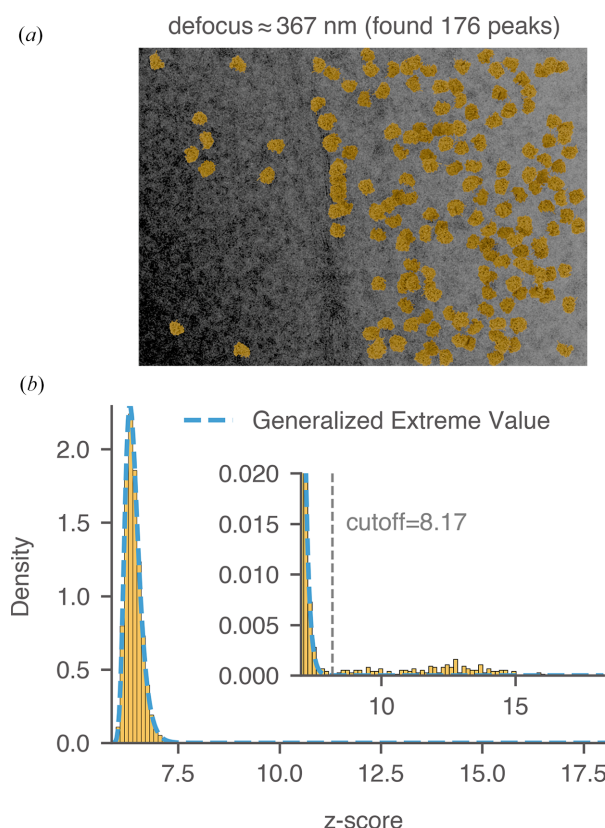 (a)
defocus ≈ 367 nm (found 176 peaks)
(b)
Generalized Extreme Value
cutoff=8.17
0.020
0.015
0.010
0.005
0.000
10
15
Density
2.0
1.5
1.0
0.5
0.0
7.5
10.0
12.5
15.0
17.5
z-score